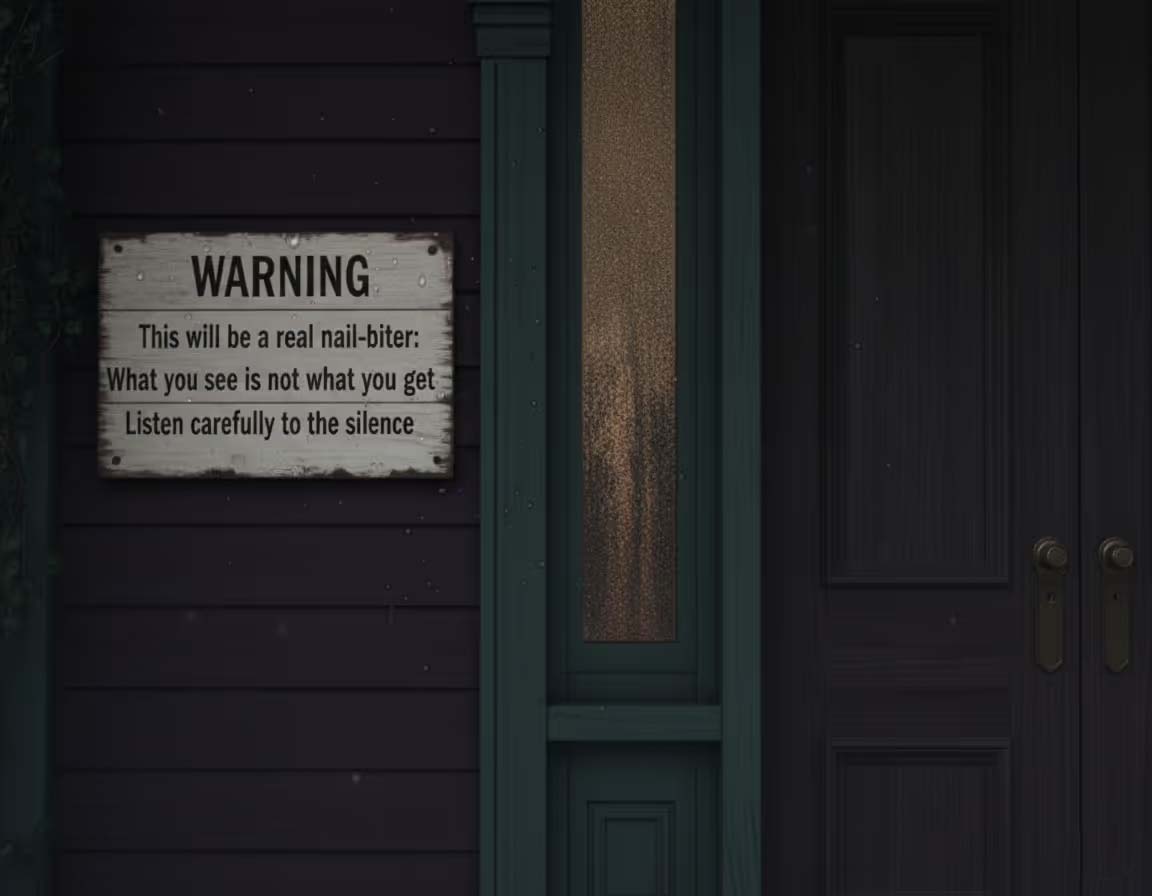 WARNING
This will be a real nail-biter:
What you see is not what you get
Listen carefully to the silence